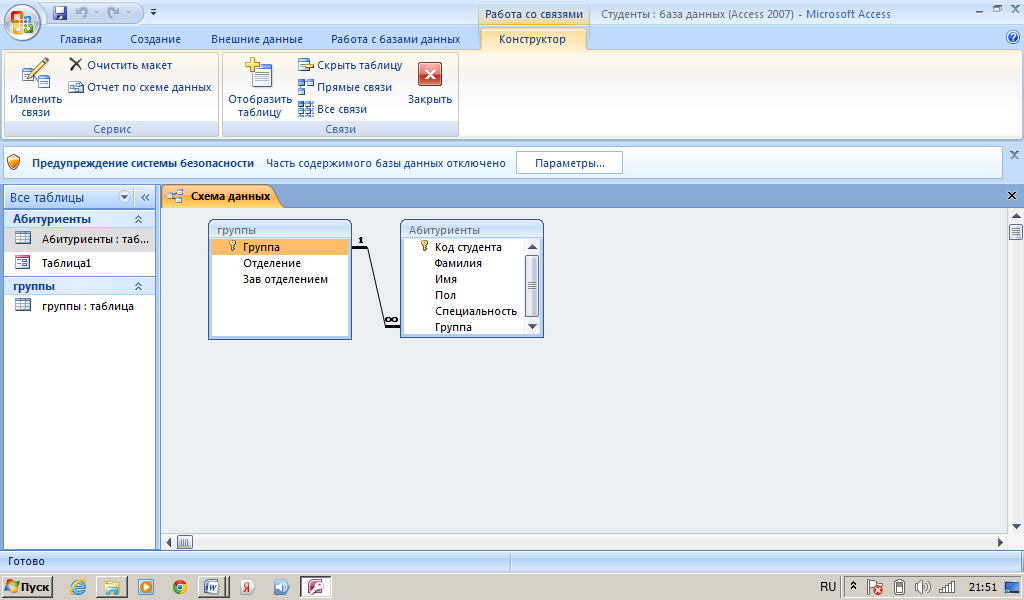 Работа со связями
Студенты : база данных (Access 2007) - Microsoft Access
Главная
Создание
Внешние данные
Работа с базами данных
Конструктор
Изменить связи
Очистить макет
Отчет по схеме данных
Сервис
Отобразить таблицу
Скрыть таблицу
Прямые связи
Все связи
Закрыть
Связи
Предупреждение системы безопасности
Часть содержимого базы данных отключено
Параметры...
Все таблицы
«
Абитуриенты
Абитуриенты : таб...
Таблица1
группы
группы : таблица
Схема данных
группы
Группа
Отделение
Зав отделением
1
∞
Абитуриенты
Код студента
Фамилия
Имя
Пол
Специальность
Группа
Готово
Пуск
W
Я
RU
21:51